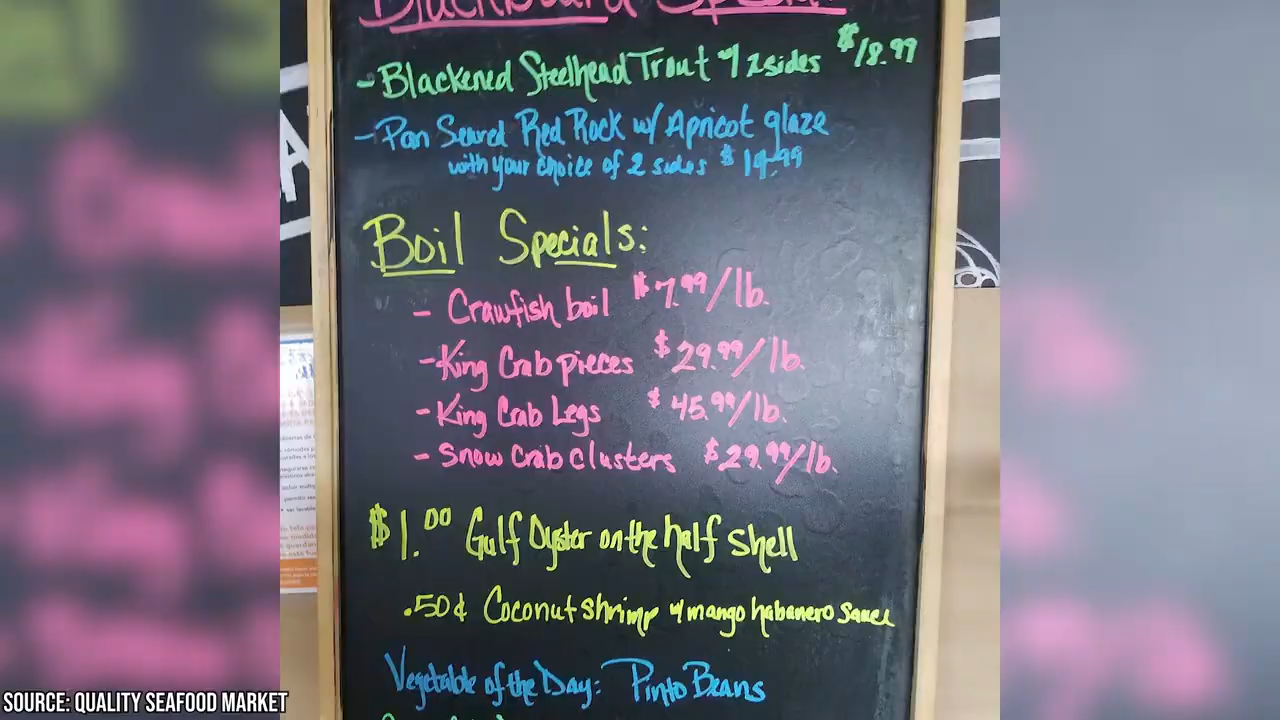 Blackboard Specials
- Blackened Steelhead Trout w/ 2 sides $18.99
- Pan Seared Red Rock w/ Apricot glaze
with your choice of 2 sides $19.99
Boil Specials:
- Crawfish boil $7.99/lb.
- King Crab pieces $29.99/lb.
- King Crab Legs $45.99/lb.
- Snow Crab Clusters $29.99/lb.
$1.00 Gulf Oyster on the half shell
.50¢ Coconut shrimp w/ mango habanero sauce
Vegetable of the Day: Pinto Beans
SOURCE: QUALITY SEAFOOD MARKET